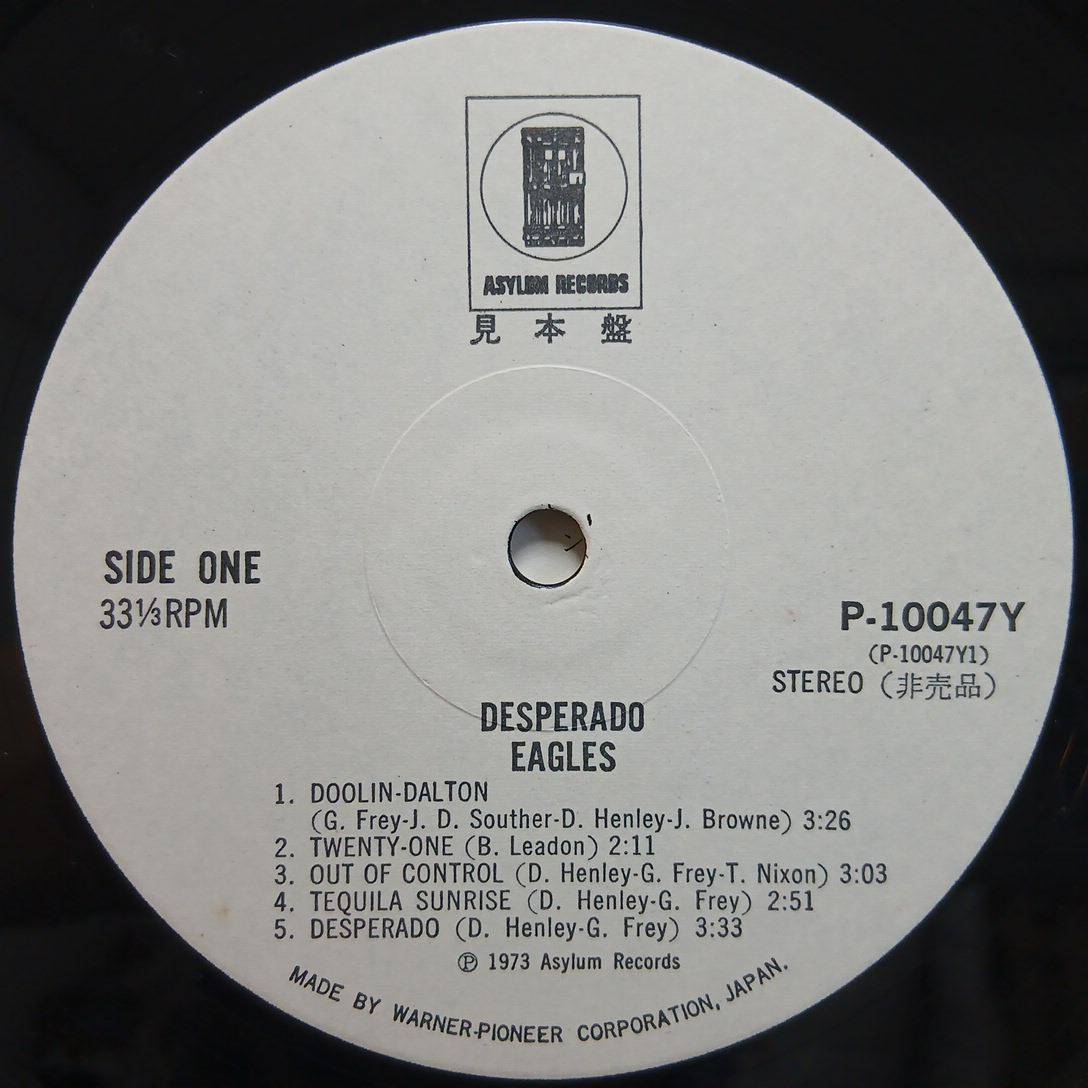 ASYLUM RECORDS
見本盤
SIDE ONE
33⅓RPM
P-10047Y
(P-10047Y1)
STEREO (非売品)
DESPERADO
EAGLES
1. DOOLIN-DALTON
(G. Frey-J. D. Souther-D. Henley-J. Browne) 3:26
2. TWENTY-ONE (B. Leadon) 2:11
3. OUT OF CONTROL (D. Henley-G. Frey-T. Nixon) 3:03
4. TEQUILA SUNRISE (D. Henley-G. Frey) 2:51
5. DESPERADO (D. Henley-G. Frey) 3:33
Ⓟ 1973 Asylum Records
MADE BY WARNER-PIONEER CORPORATION, JAPAN.